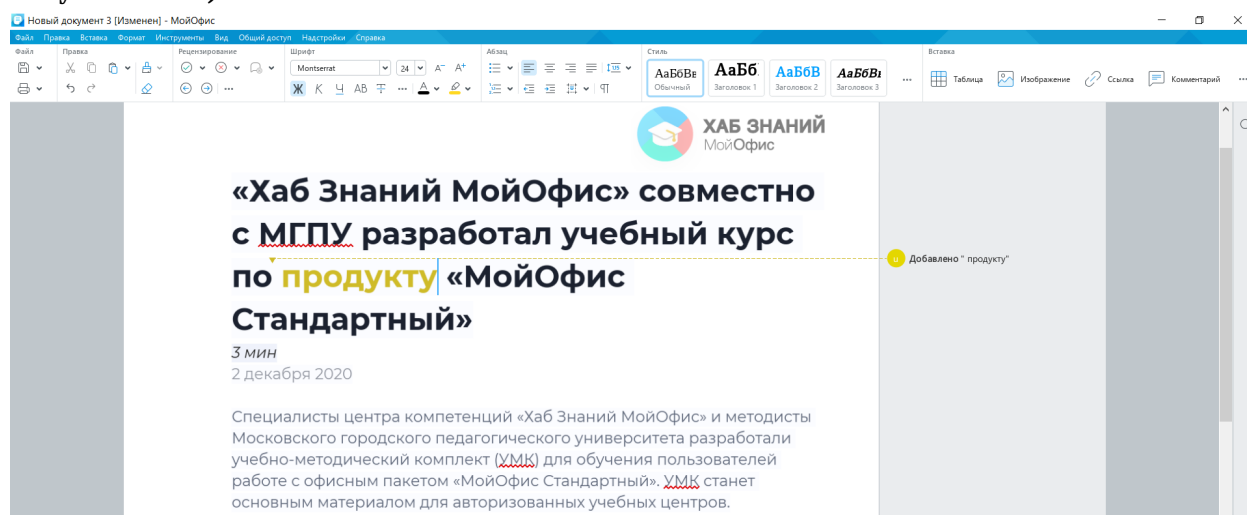 Новый документ 3 [Изменен] - МойОфис
Файл Правка Вставка Формат Инструменты Вид Общий доступ Надстройки Справка
Файл Правка Рецензирование Шрифт Абзац Стиль Вставка
Montserrat 24 A⁻ A⁺
АаБбВв АаБб АаБбВ АаБбВв
Обычный Заголовок 1 Заголовок 2 Заголовок 3
Таблица Изображение Ссылка Комментарий
Ж К Ч АВ Т А
ХАБ ЗНАНИЙ
МойОфис
«Хаб Знаний МойОфис» совместно
с МГПУ разработал учебный курс
по продукту «МойОфис
Стандартный»
u Добавлено " продукту"
3 мин
2 декабря 2020
Специалисты центра компетенций «Хаб Знаний МойОфис» и методисты
Московского городского педагогического университета разработали
учебно-методический комплект (УМК) для обучения пользователей
работе с офисным пакетом «МойОфис Стандартный». УМК станет
основным материалом для авторизованных учебных центров.